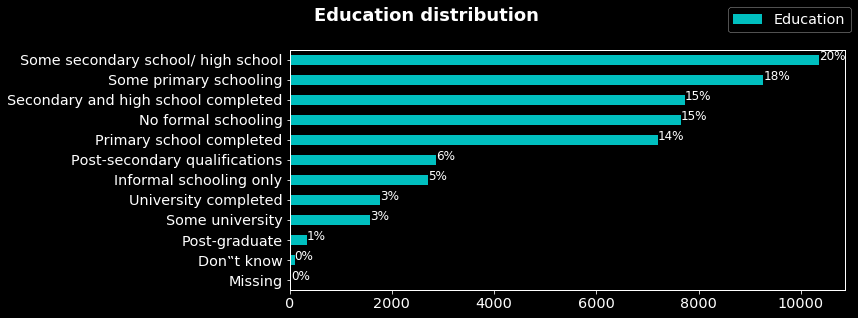 Education distribution
Education
Some secondary school/ high school 20%
Some primary schooling 18%
Secondary and high school completed 15%
No formal schooling 15%
Primary school completed 14%
Post-secondary qualifications 6%
Informal schooling only 5%
University completed 3%
Some university 3%
Post-graduate 1%
Don‟t know 0%
Missing 0%
0 2000 4000 6000 8000 10000